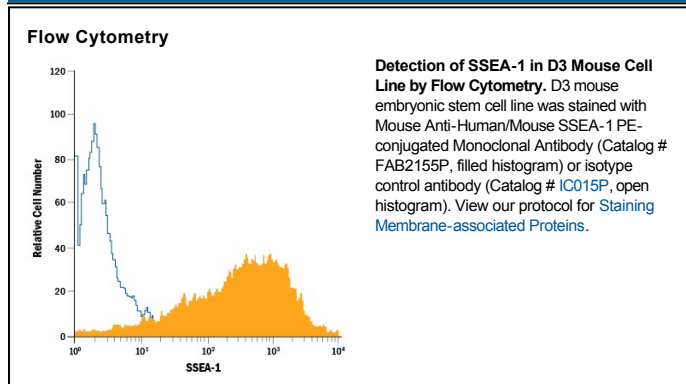 Flow Cytometry
Detection of SSEA-1 in D3 Mouse Cell
Line by Flow Cytometry. D3 mouse
embryonic stem cell line was stained with
Mouse Anti-Human/Mouse SSEA-1 PE-
conjugated Monoclonal Antibody (Catalog #
FAB2155P, filled histogram) or isotype
control antibody (Catalog # IC015P, open
histogram). View our protocol for Staining
Membrane-associated Proteins.
Relative Cell Number
120
100
80
60
40
20
0
10⁰ 10¹ 10² 10³ 10⁴
SSEA-1